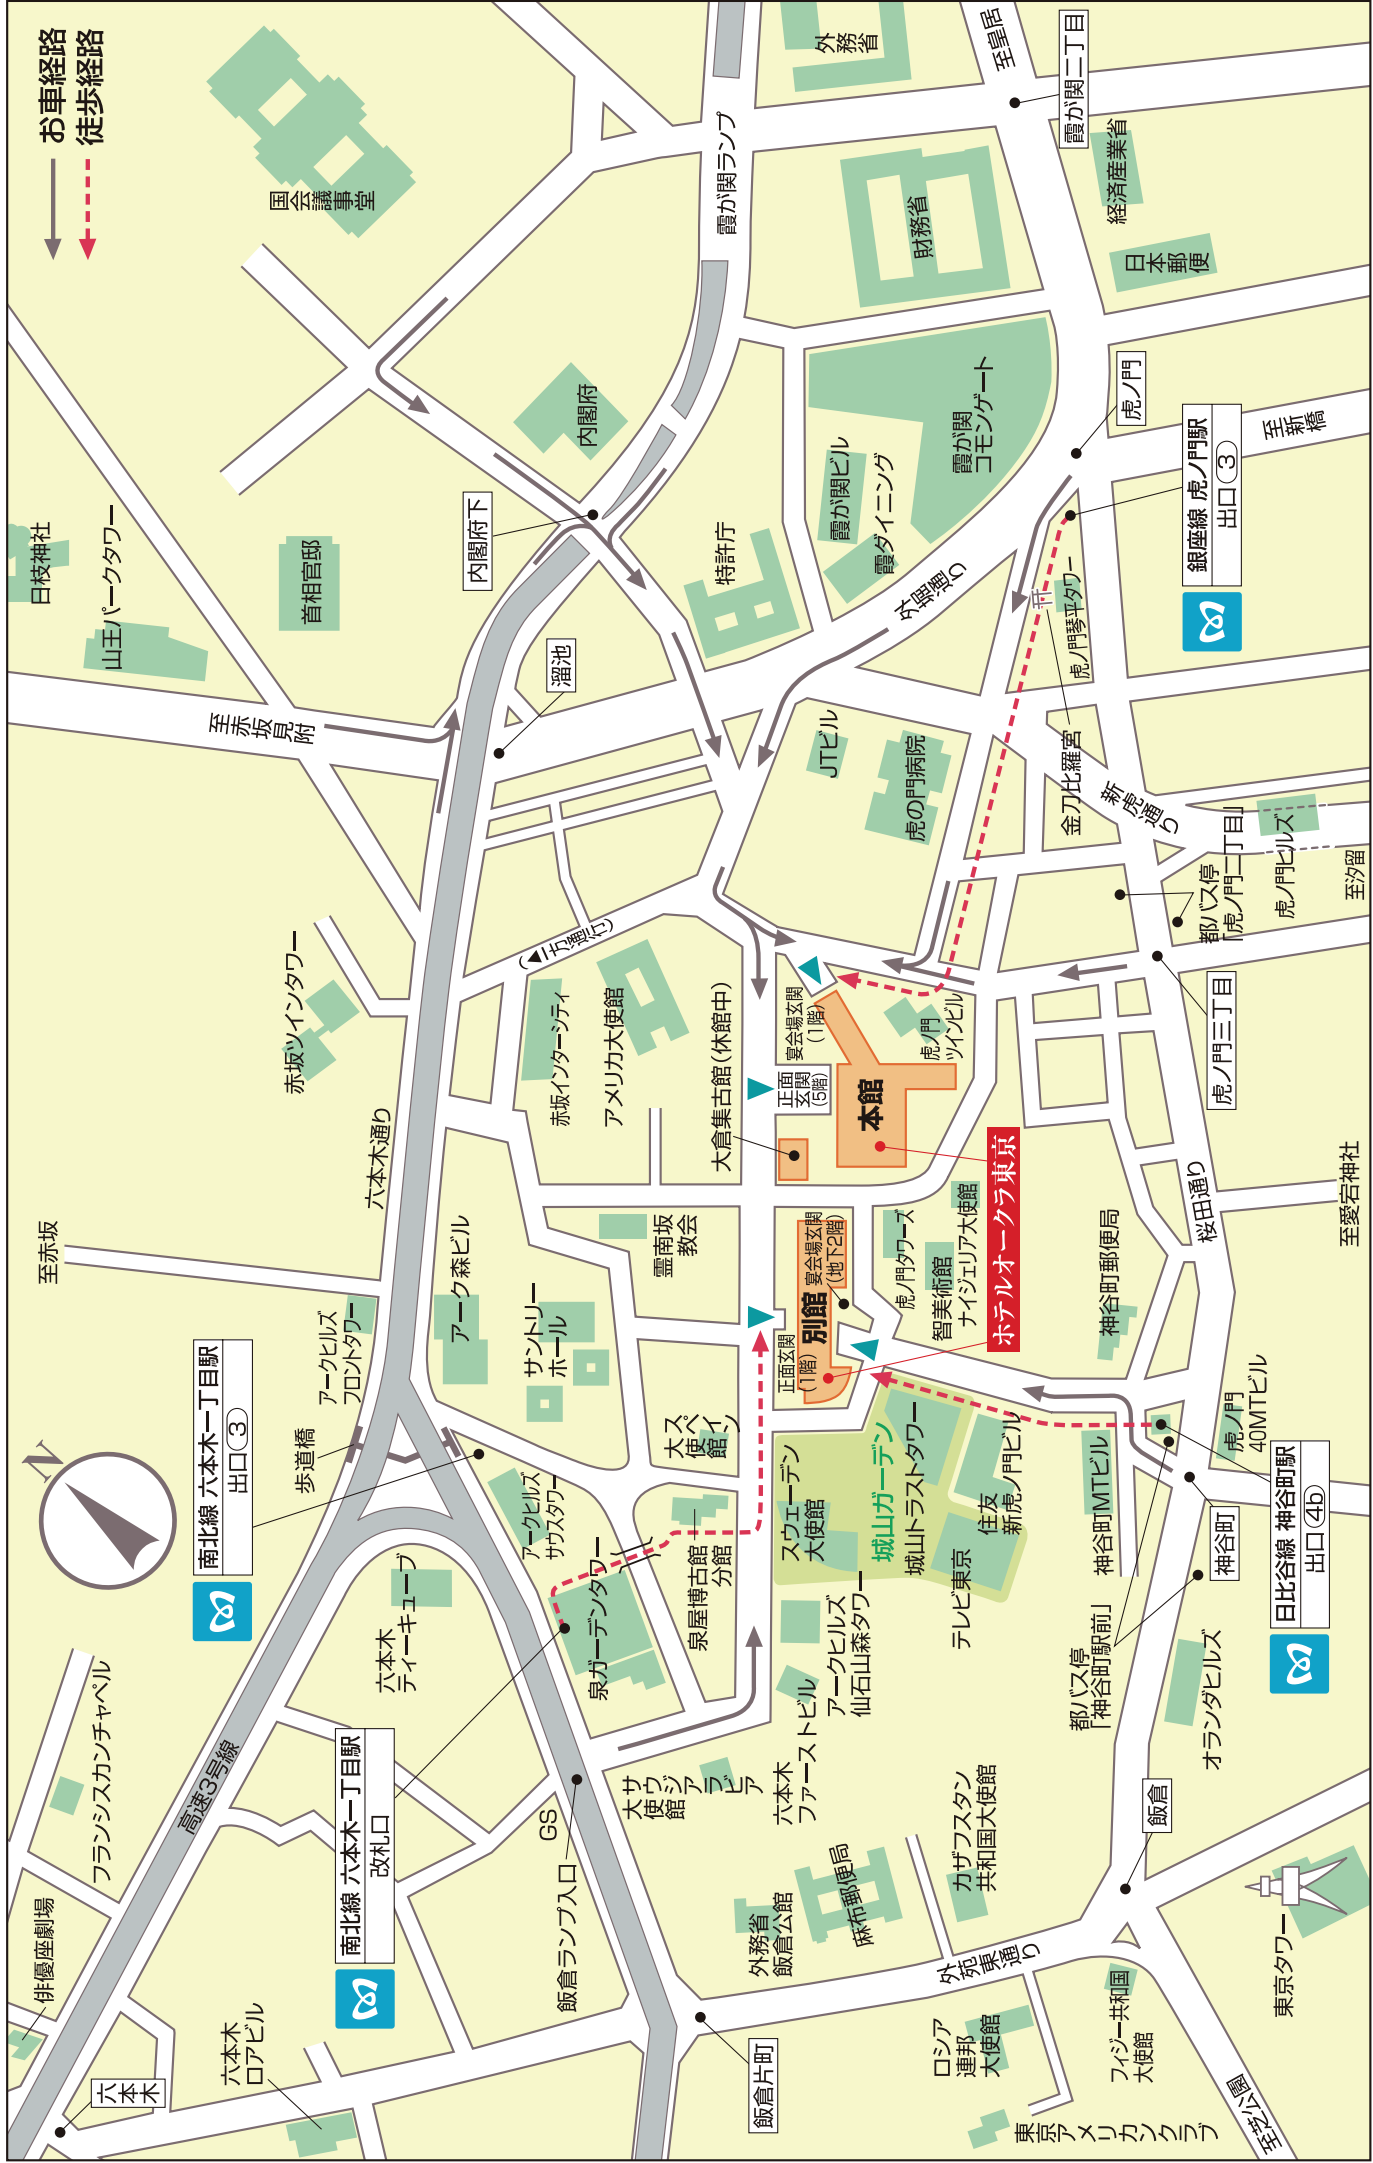 お車経路
徒歩経路
国会議事堂
外務省
至皇居
霞が関二丁目
霞が関ランプ
財務省
経済産業省
日本郵便
内閣府
霞が関
コモンゲート
虎ノ門
至新橋
銀座線 虎ノ門駅
出口 3
日枝神社
山王パークタワー
首相官邸
内閣府下
特許庁
霞が関ビル
霞ダイニング
外堀通り
虎ノ門琴平タワー
溜池
至赤坂見附
JTビル
虎の門病院
金刀比羅宮
新虎通り
都バス停
「虎ノ門二丁目」
虎ノ門ヒルズ
至汐留
(▲一方通行)
赤坂ツインタワー
赤坂インターシティ
アメリカ大使館
大倉集古館(休館中)
宴会場玄関
(1階)
正面
玄関
(5階)
本館
虎ノ門
ツインビル
虎ノ門三丁目
六本木通り
ホテルオークラ東京
桜田通り
至愛宕神社
至赤坂
アーク森ビル
霊南坂
教会
宴会場玄関
(地下2階)
別館
正面玄関
(1階)
虎ノ門タワーズ
智美術館
ナイジェリア大使館
神谷町郵便局
アークヒルズ
フロントタワー
サントリー
ホール
南北線 六本木一丁目駅
出口 3
歩道橋
スペイン
大使館
スウェーデン
大使館
城山ガーデン
城山トラストタワー
住友
新虎ノ門ビル
神谷町MTビル
虎ノ門
40MTビル
N
アークヒルズ
サウスタワー
泉ガーデンタワー
泉屋博古館
分館
テレビ東京
神谷町
日比谷線 神谷町駅
出口 4b
六本木
ティーキューブ
アークヒルズ
仙石山森タワー
都バス停
「神谷町駅前」
オランダヒルズ
フランシスカンチャペル
高速3号線
南北線 六本木一丁目駅
改札口
GS
サウジアラビア
大使館
六本木
ファーストビル
カザフスタン
共和国大使館
飯倉
俳優座劇場
飯倉ランプ入口
外務省
飯倉公館
麻布郵便局
外苑東通り
東京タワー
六本木
六本木
ロアビル
飯倉片町
ロシア
連邦
大使館
フィジー共和国
大使館
東京アメリカンクラブ
至芝公園